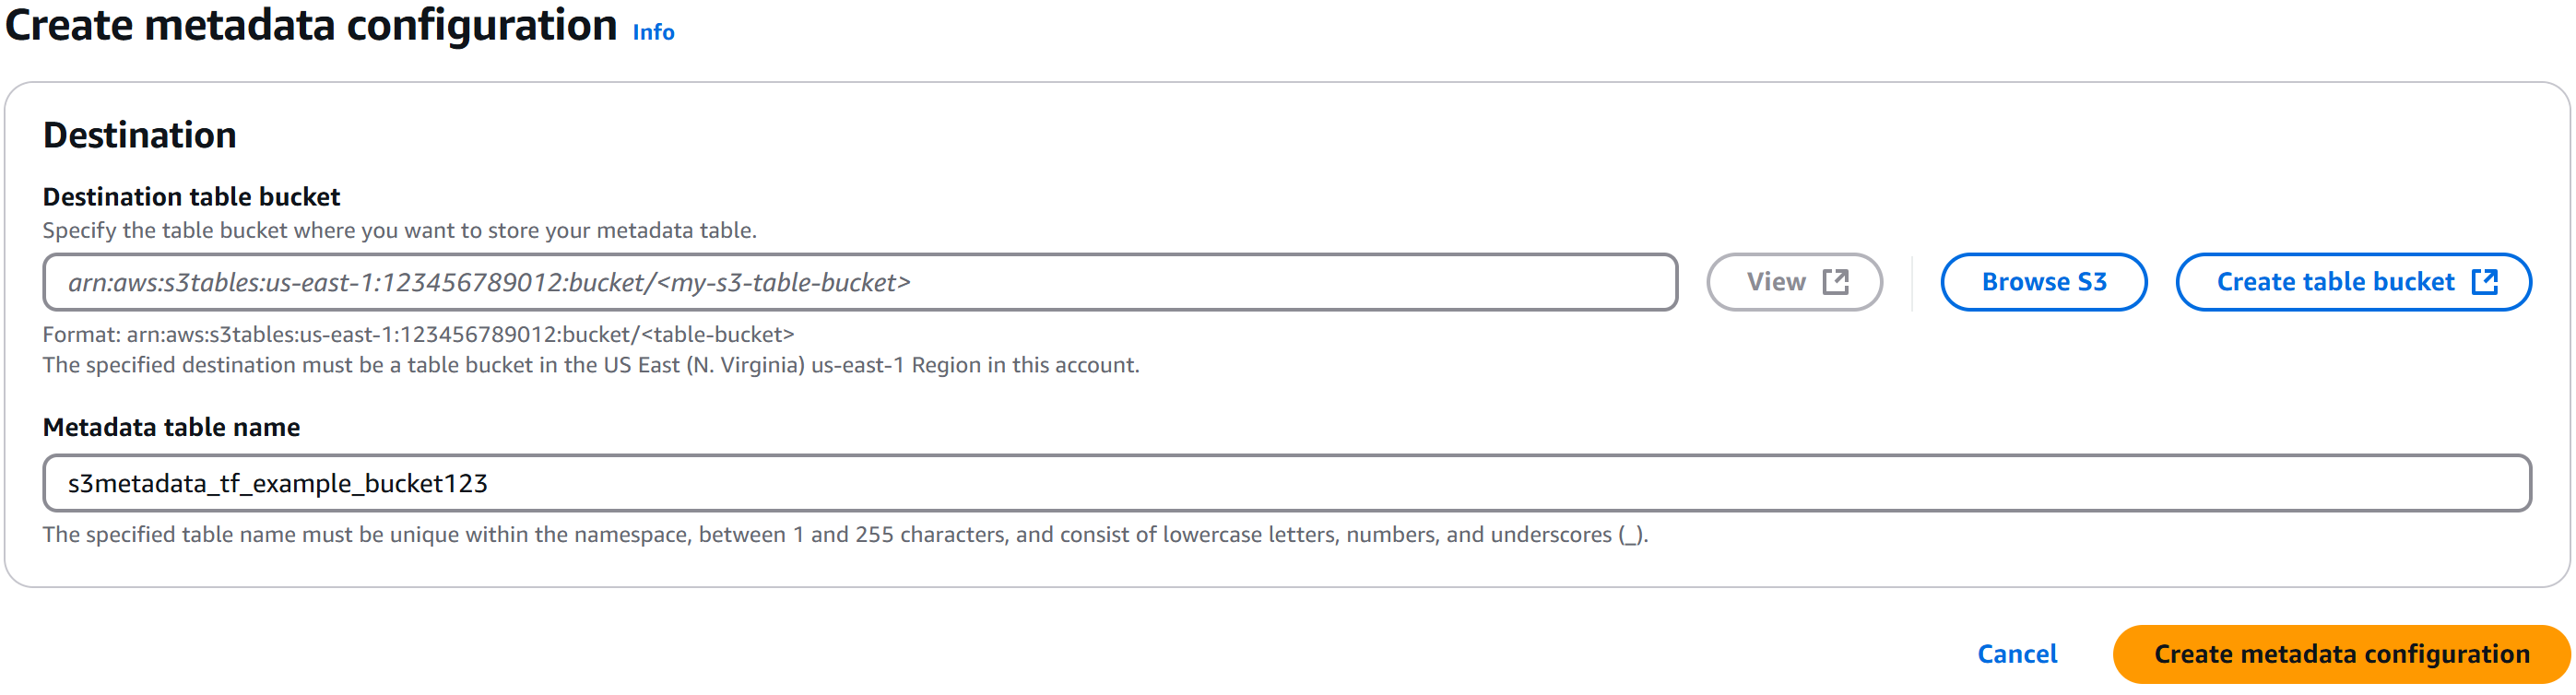 Create metadata configuration Info
Destination
Destination table bucket
Specify the table bucket where you want to store your metadata table.
arn:aws:s3tables:us-east-1:123456789012:bucket/<my-s3-table-bucket> View Browse S3 Create table bucket
Format: arn:aws:s3tables:us-east-1:123456789012:bucket/<table-bucket>
The specified destination must be a table bucket in the US East (N. Virginia) us-east-1 Region in this account.
Metadata table name
s3metadata_tf_example_bucket123
The specified table name must be unique within the namespace, between 1 and 255 characters, and consist of lowercase letters, numbers, and underscores (_).
Cancel Create metadata configuration